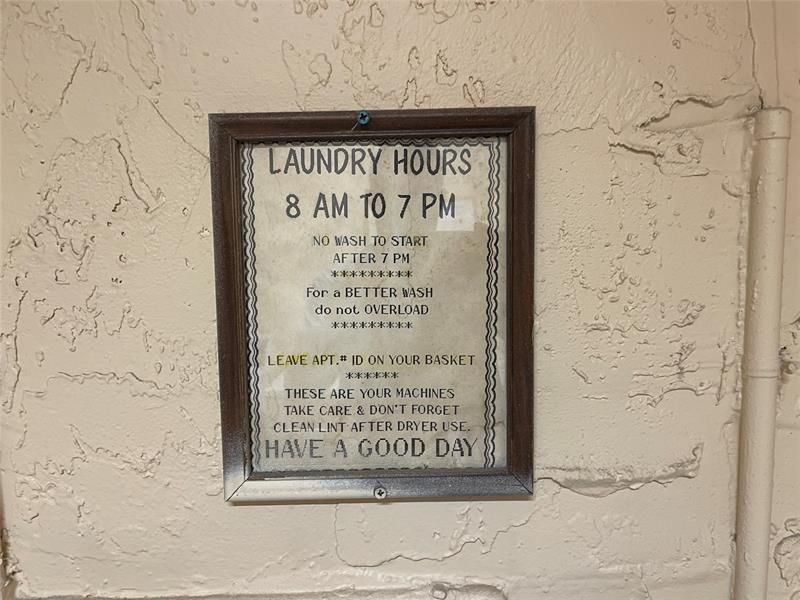 LAUNDRY HOURS
8 AM TO 7 PM
NO WASH TO START
AFTER 7 PM
*********
For a BETTER WASH
do not OVERLOAD
*********
LEAVE APT.# ID ON YOUR BASKET
******
THESE ARE YOUR MACHINES
TAKE CARE & DON'T FORGET
CLEAN LINT AFTER DRYER USE.
HAVE A GOOD DAY